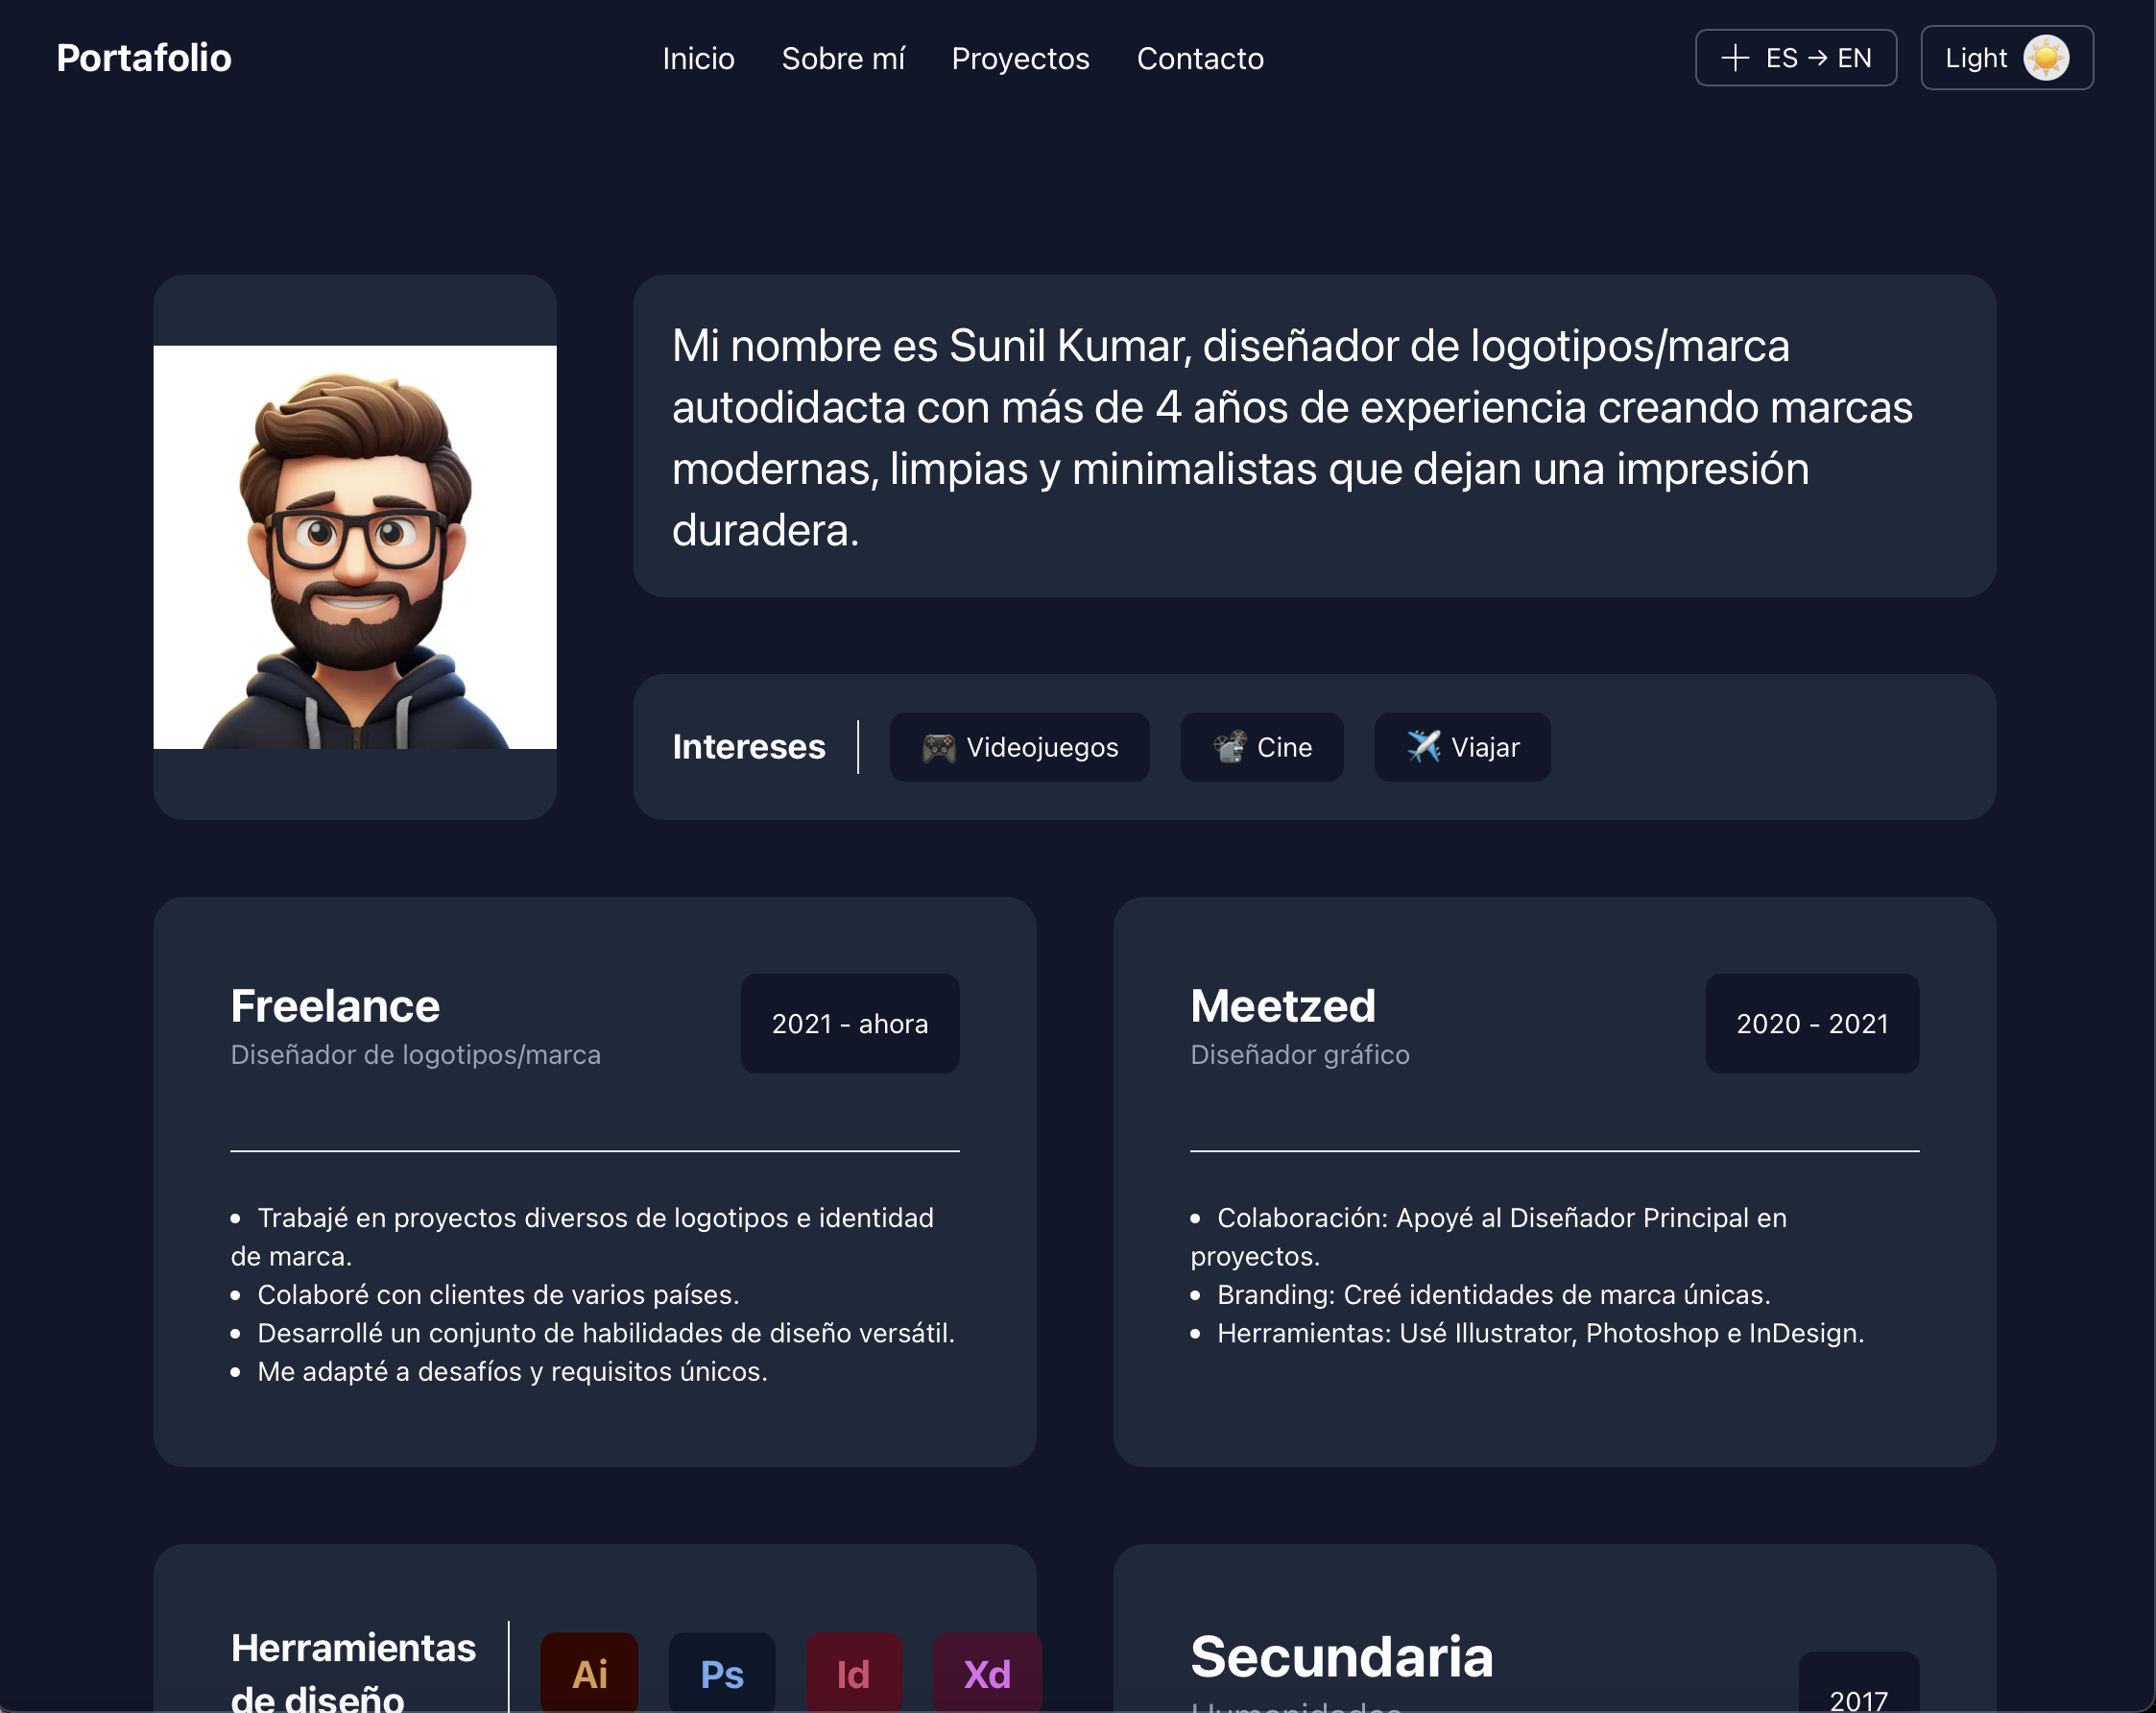 Portafolio
Inicio Sobre mí Proyectos Contacto
ES → EN
Light
Mi nombre es Sunil Kumar, diseñador de logotipos/marca
autodidacta con más de 4 años de experiencia creando marcas
modernas, limpias y minimalistas que dejan una impresión
duradera.
Intereses
Videojuegos
Cine
Viajar
Freelance
Diseñador de logotipos/marca
2021 - ahora
• Trabajé en proyectos diversos de logotipos e identidad
de marca.
• Colaboré con clientes de varios países.
• Desarrollé un conjunto de habilidades de diseño versátil.
• Me adapté a desafíos y requisitos únicos.
Meetzed
Diseñador gráfico
2020 - 2021
• Colaboración: Apoyé al Diseñador Principal en
proyectos.
• Branding: Creé identidades de marca únicas.
• Herramientas: Usé Illustrator, Photoshop e InDesign.
Herramientas
de diseño
Ai
Ps
Id
Xd
Secundaria
Humanidades
2017